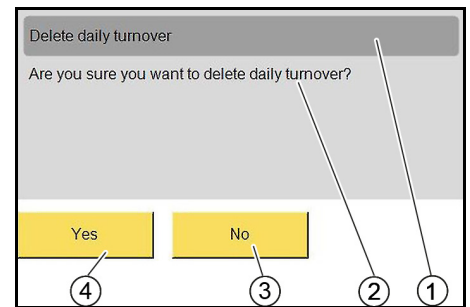 Delete daily turnover
Are you sure you want to delete daily turnover?
Yes
No
4
3
2
1